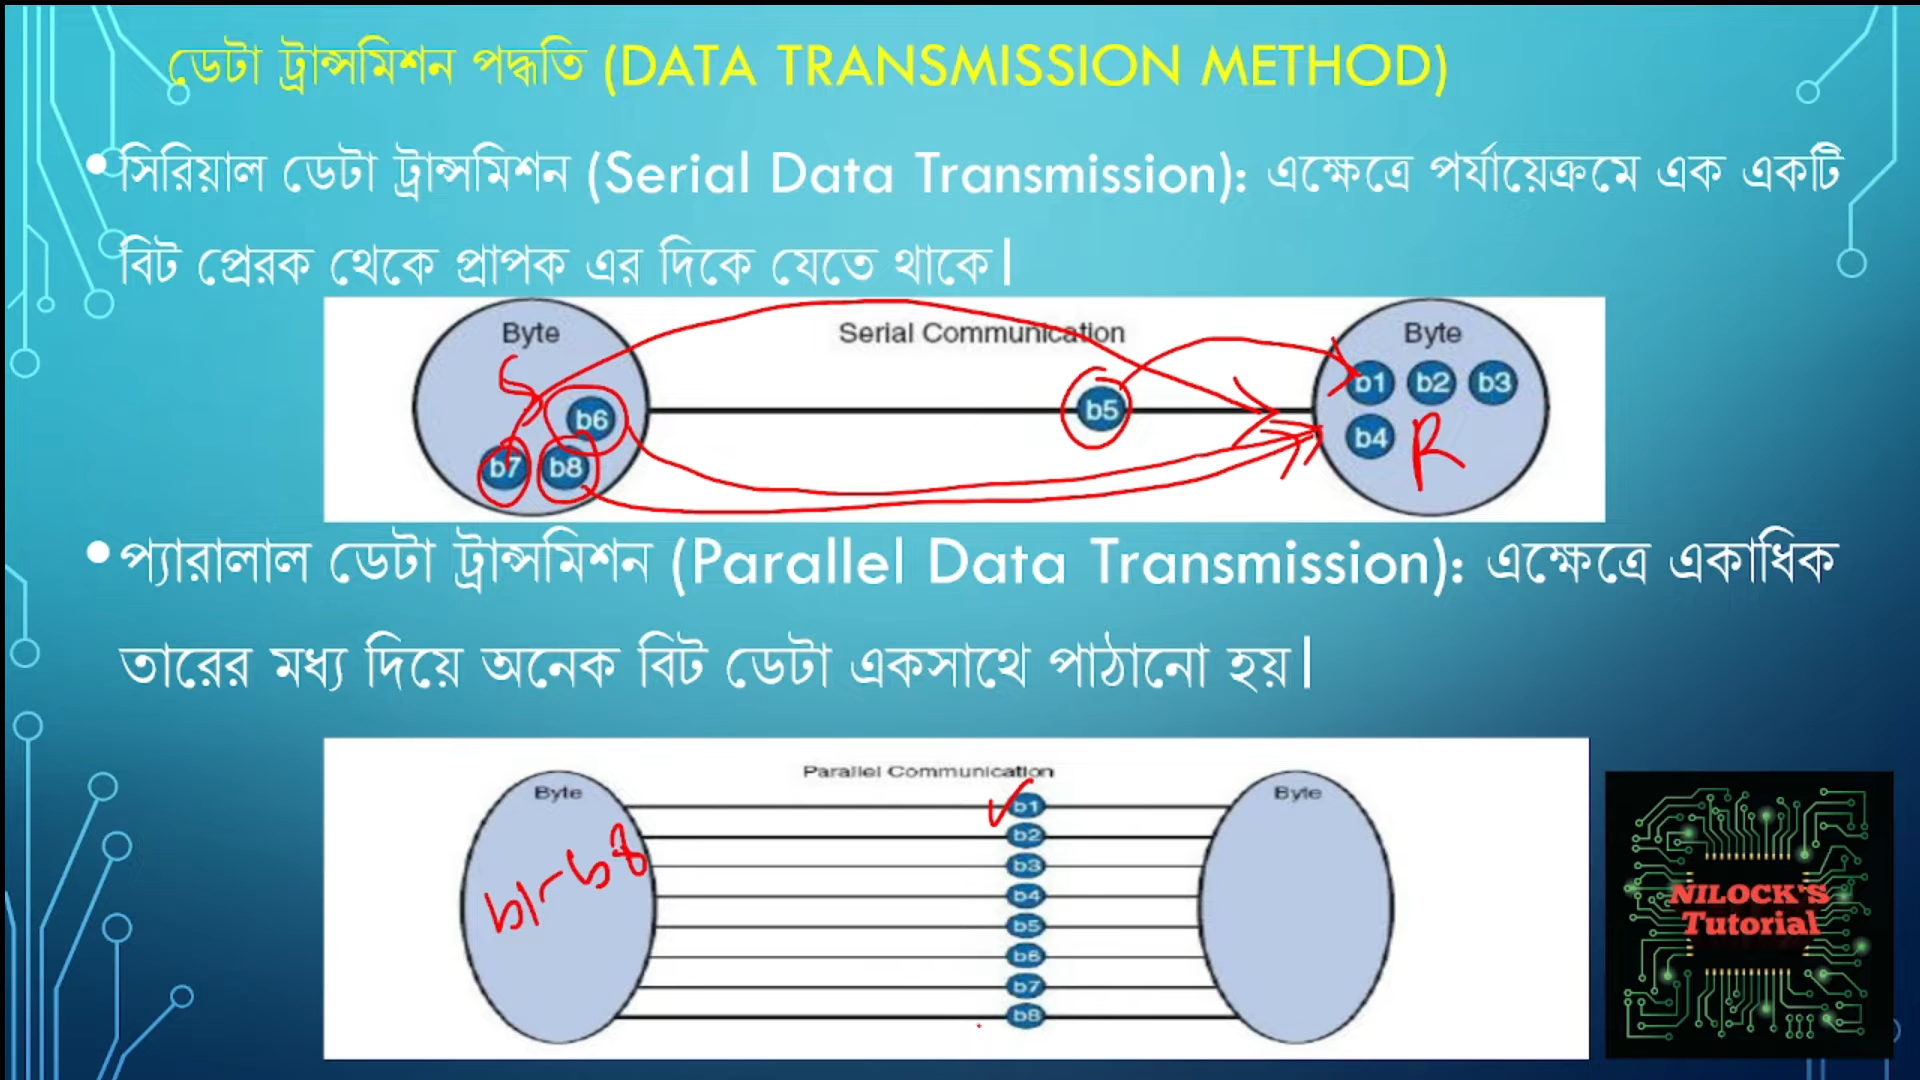 ডেটা ট্রান্সমিশন পদ্ধতি (DATA TRANSMISSION METHOD)
• সিরিয়াল ডেটা ট্রান্সমিশন (Serial Data Transmission): এক্ষেত্রে পর্যায়েক্রমে এক একটি
বিট প্রেরক থেকে প্রাপক এর দিকে যেতে থাকে।
Byte Serial Communication Byte
S
b1 b2 b3
b6 b5
b4 R
b7 b8
• প্যারালাল ডেটা ট্রান্সমিশন (Parallel Data Transmission): এক্ষেত্রে একাধিক
তারের মধ্য দিয়ে অনেক বিট ডেটা একসাথে পাঠানো হয়।
Parallel Communication
Byte Byte
b1
b2
b3
b4
b5
b6
b7
b8
b1-b8
NILOCK'S
Tutorial